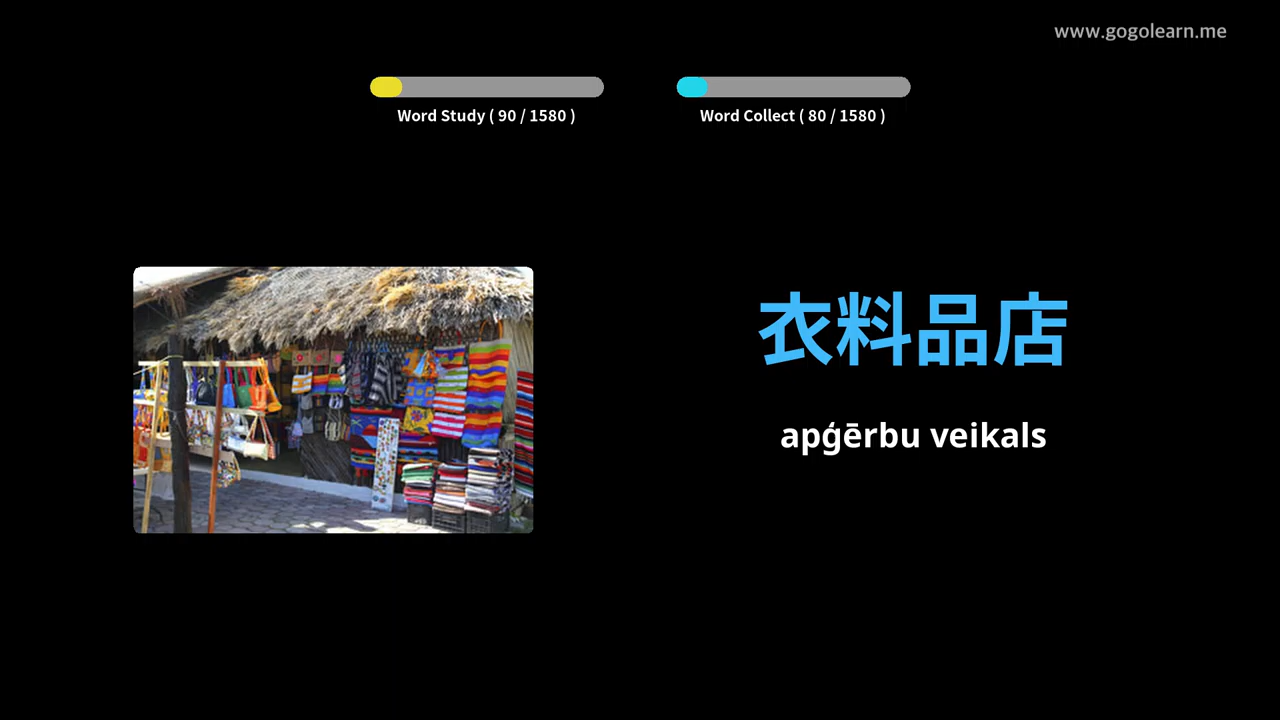 www.gogolearn.me
Word Study ( 90 / 1580 )
Word Collect ( 80 / 1580 )
衣料品店
apģērbu veikals